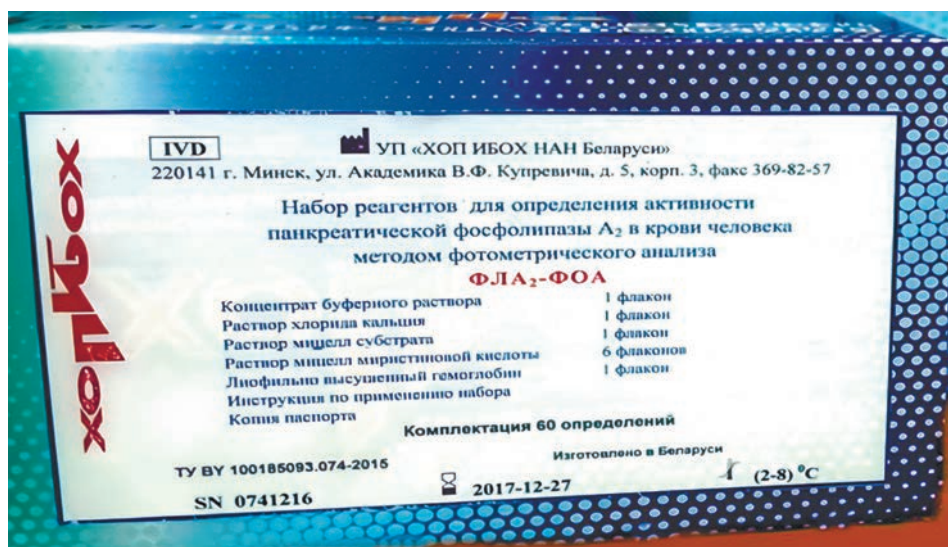 хопибох
IVD
УП «ХОП ИБОХ НАН Беларуси»
220141 г. Минск, ул. Академика В.Ф. Купревича, д. 5, корп. 3, факс 369-82-57
Набор реагентов для определения активности
панкреатической фосфолипазы А₂ в крови человека
методом фотометрического анализа
ФЛА₂-ФОА
Концентрат буферного раствора 1 флакон
Раствор хлорида кальция 1 флакон
Раствор мицелл субстрата 1 флакон
Раствор мицелл миристиновой кислоты 6 флаконов
Лиофильно высушенный гемоглобин 1 флакон
Инструкция по применению набора
Копия паспорта
Комплектация 60 определений
ТУ BY 100185093.074-2015
Изготовлено в Беларуси
SN 0741216
2017-12-27
(2-8) ⁰С